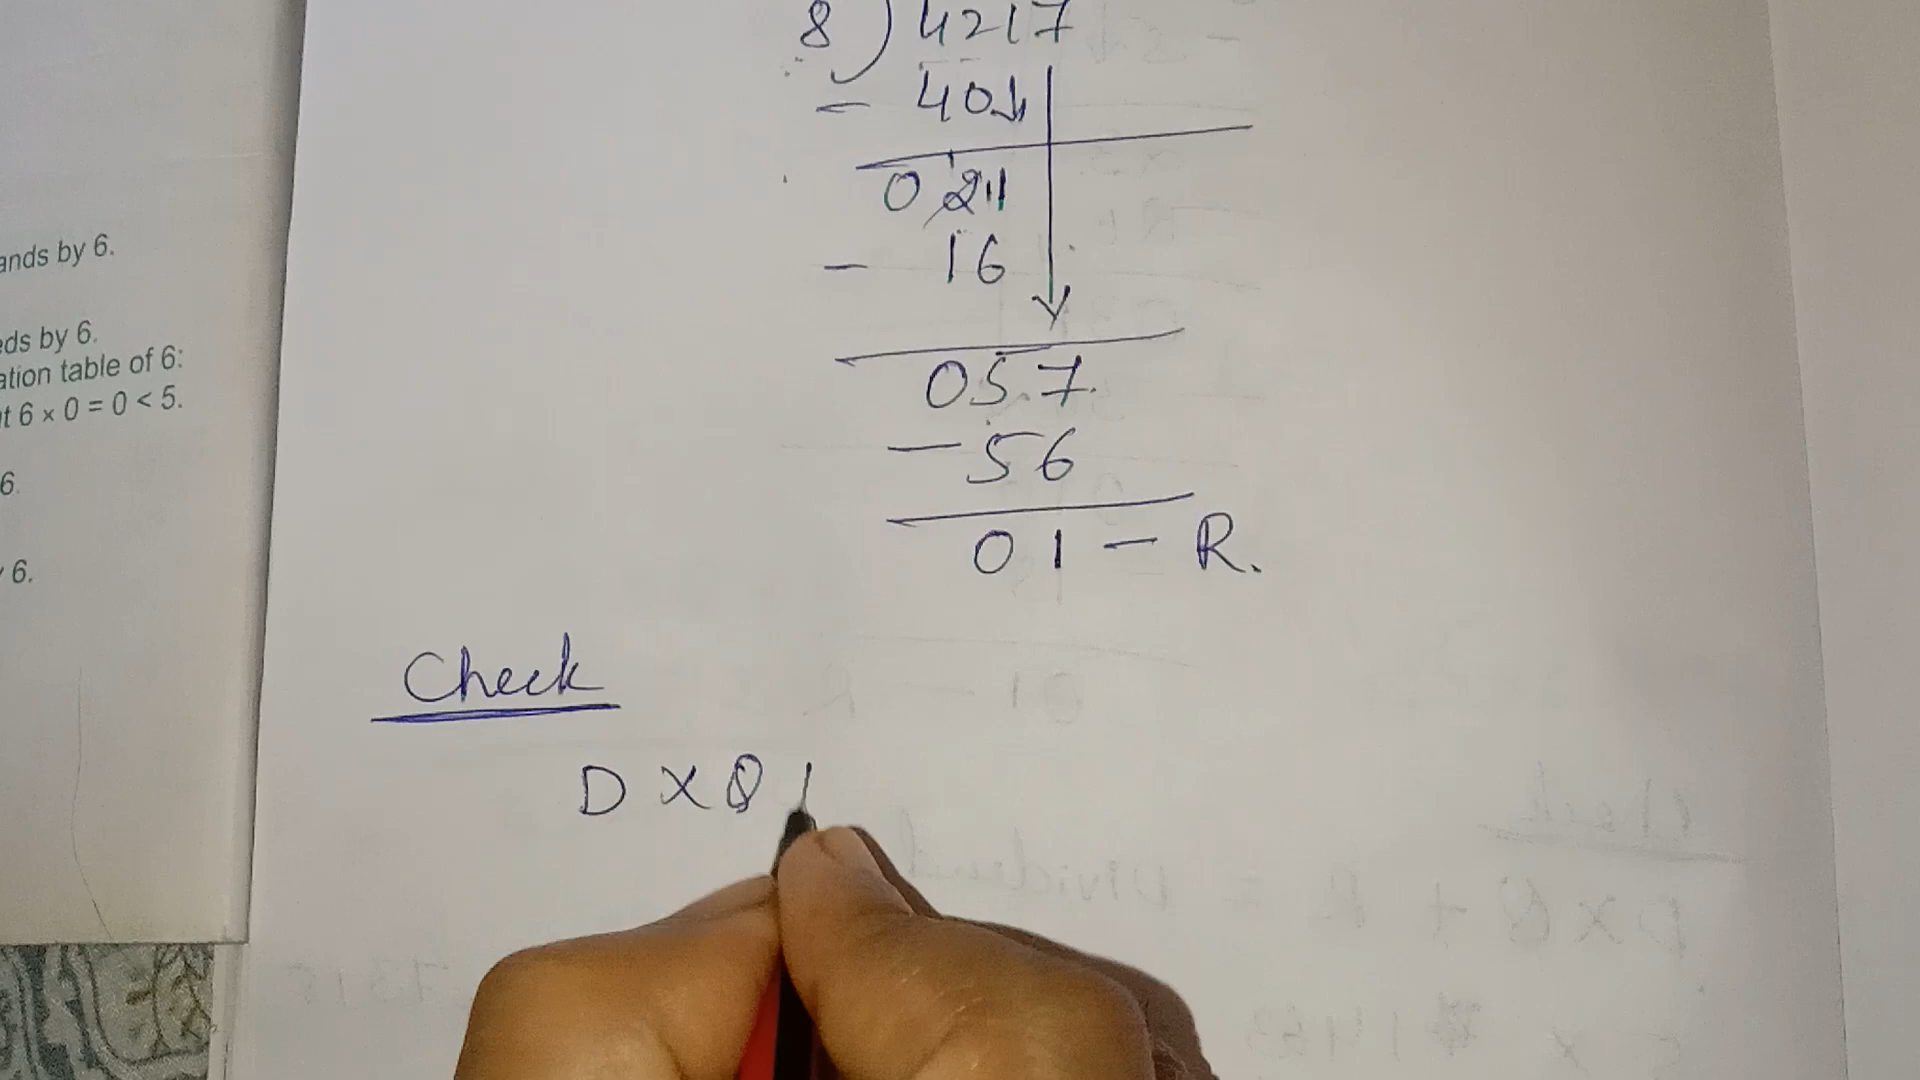 8 ) 4217
- 40
021
- 16
057
- 56
01 - R.
Check
D X Q
ands by 6.
eds by 6.
ation table of 6:
t 6 × 0 = 0 < 5.
6.
6.